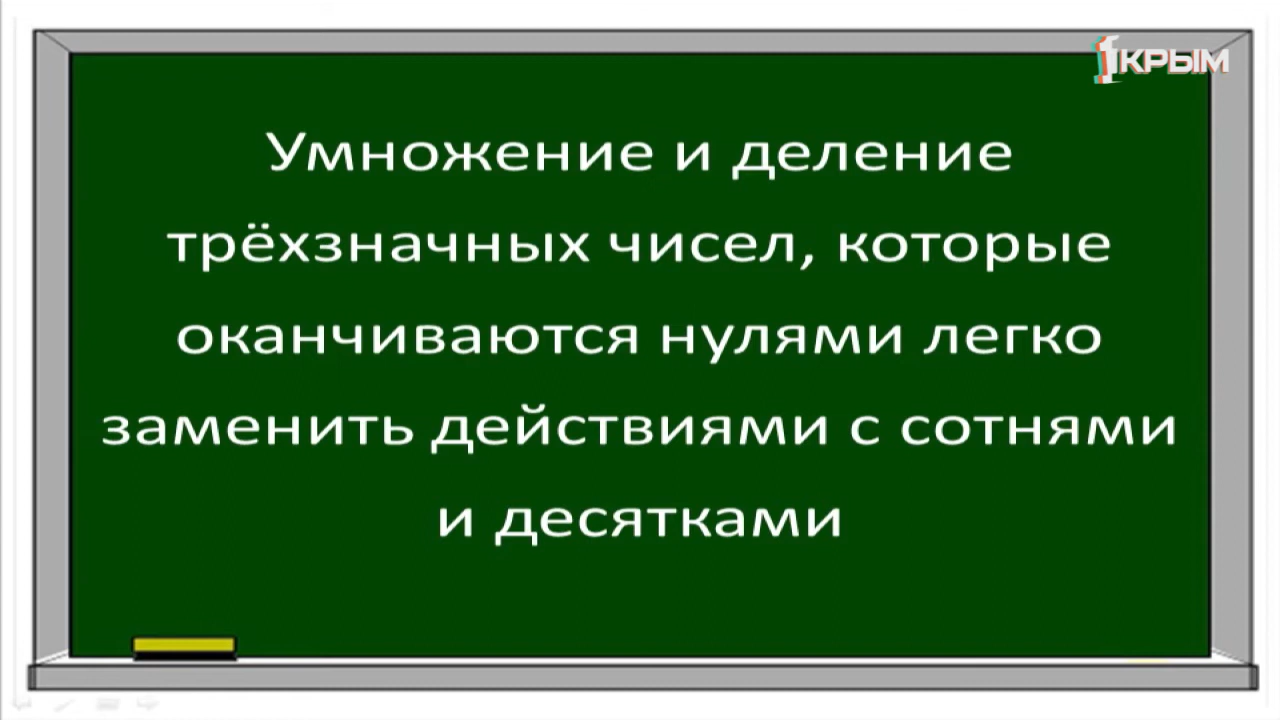 1КРЫМ
Умножение и деление
трёхзначных чисел, которые
оканчиваются нулями легко
заменить действиями с сотнями
и десятками